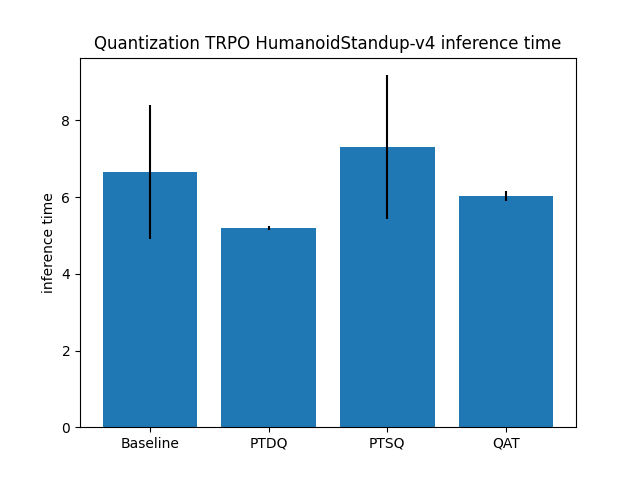 Quantization TRPO HumanoidStandup-v4 inference time
8
6
4
2
0
inference time
Baseline PTDQ PTSQ QAT